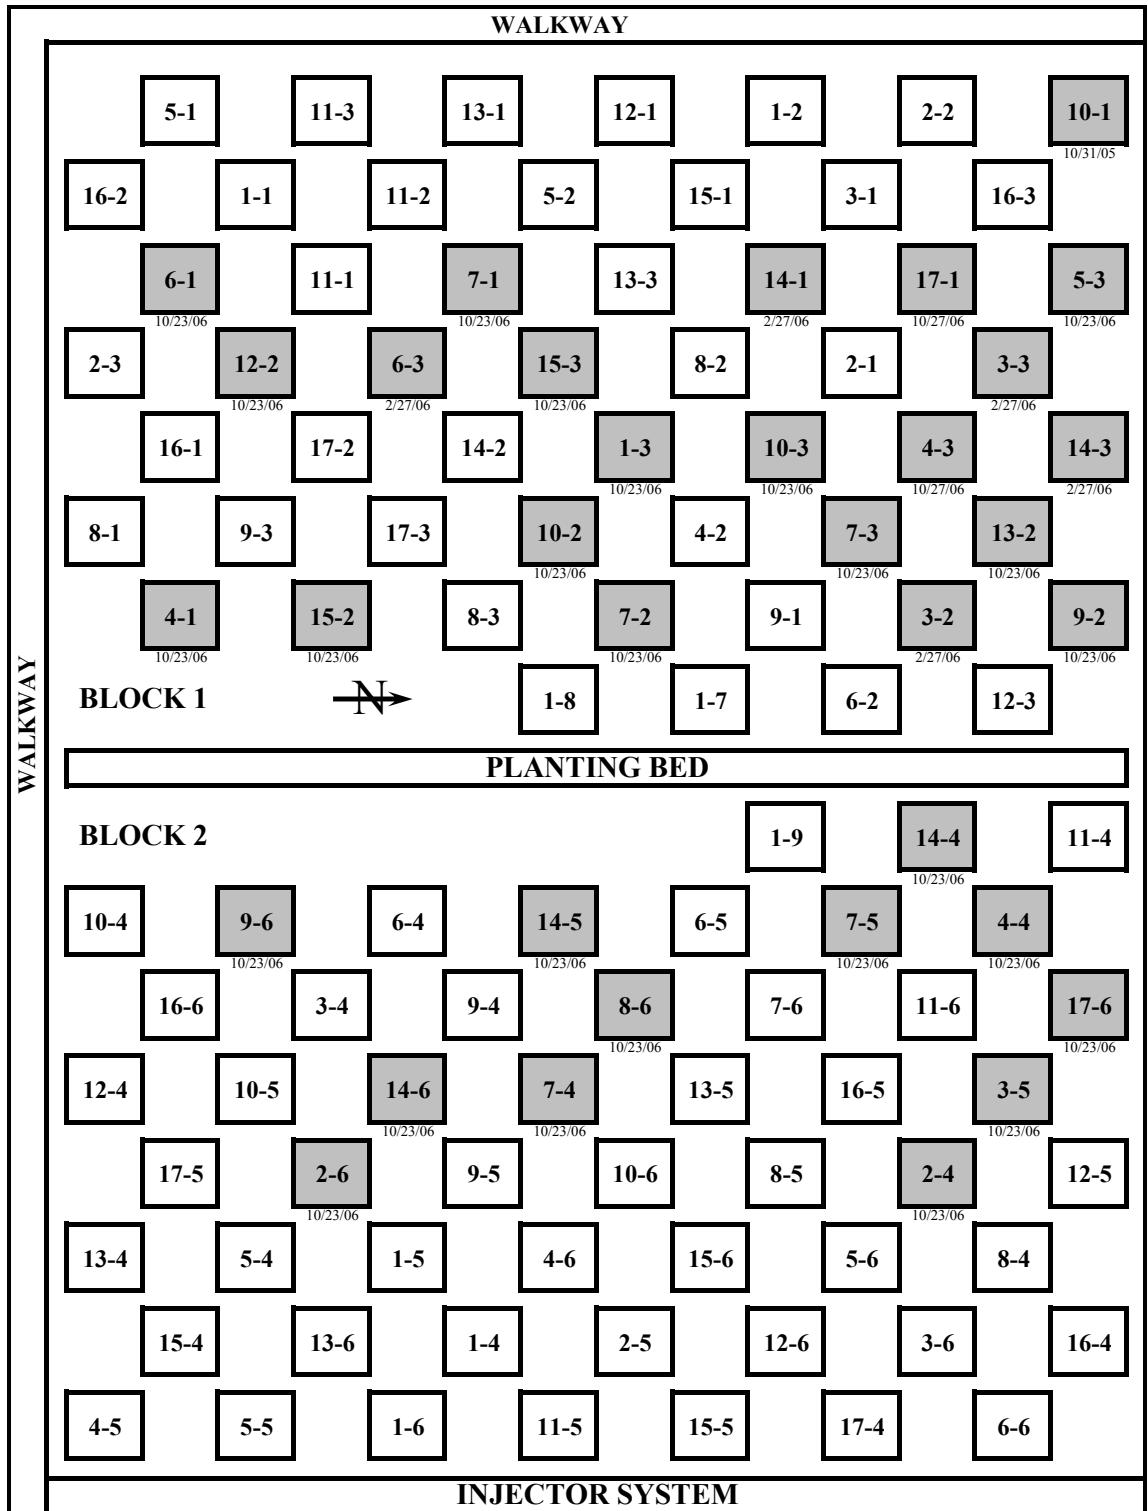 WALKWAY
5-1 11-3 13-1 12-1 1-2 2-2 10-1
10/31/05
16-2 1-1 11-2 5-2 15-1 3-1 16-3
6-1 11-1 7-1 13-3 14-1 17-1 5-3
10/23/06 10/23/06 2/27/06 10/27/06 10/23/06
2-3 12-2 6-3 15-3 8-2 2-1 3-3
10/23/06 2/27/06 10/23/06 2/27/06
16-1 17-2 14-2 1-3 10-3 4-3 14-3
10/23/06 10/23/06 10/27/06 2/27/06
8-1 9-3 17-3 10-2 4-2 7-3 13-2
10/23/06 10/23/06 10/23/06
4-1 15-2 8-3 7-2 9-1 3-2 9-2
10/23/06 10/23/06 10/23/06 2/27/06 10/23/06
WALKWAY
BLOCK 1 N 1-8 1-7 6-2 12-3
PLANTING BED
BLOCK 2 1-9 14-4 11-4
10/23/06
10-4 9-6 6-4 14-5 6-5 7-5 4-4
10/23/06 10/23/06 10/23/06 10/23/06
16-6 3-4 9-4 8-6 7-6 11-6 17-6
10/23/06 10/23/06
12-4 10-5 14-6 7-4 13-5 16-5 3-5
10/23/06 10/23/06 10/23/06
17-5 2-6 9-5 10-6 8-5 2-4 12-5
10/23/06 10/23/06
13-4 5-4 1-5 4-6 15-6 5-6 8-4
15-4 13-6 1-4 2-5 12-6 3-6 16-4
4-5 5-5 1-6 11-5 15-5 17-4 6-6
INJECTOR SYSTEM